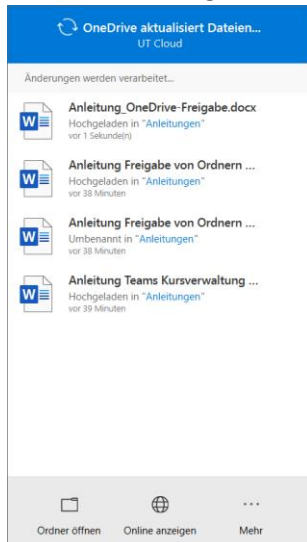 OneDrive aktualisiert Dateien...
UT Cloud
Änderungen werden verarbeitet...
Anleitung_OneDrive-Freigabe.docx
Hochgeladen in "Anleitungen"
vor 1 Sekunde(n)
Anleitung Freigabe von Ordnern ...
Hochgeladen in "Anleitungen"
vor 38 Minuten
Anleitung Freigabe von Ordnern ...
Umbenannt in "Anleitungen"
vor 38 Minuten
Anleitung Teams Kursverwaltung ...
Hochgeladen in "Anleitungen"
vor 39 Minuten
Ordner öffnen Online anzeigen Mehr